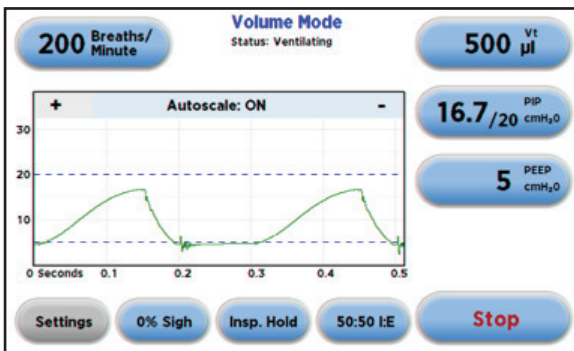 Volume Mode
Status: Ventilating
200 Breaths/
Minute
500 Vt
µl
Autoscale: ON
+
-
30
20
10
0 Seconds
0.1
0.2
0.3
0.4
0.5
16.7/20 PIP
cmH₂O
5 PEEP
cmH₂O
Settings
0% Sigh
Insp. Hold
50:50 I:E
Stop